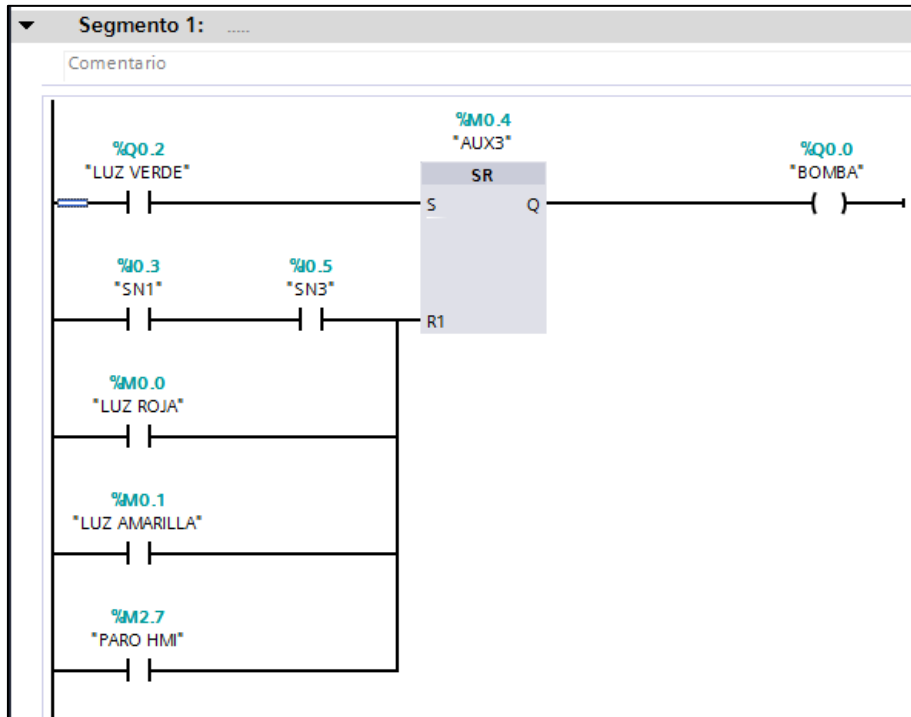 Segmento 1: .....
Comentario
%M0.4
"AUX3"
%Q0.2
"LUZ VERDE"
%Q0.0
"BOMBA"
SR
S Q
%I0.3
"SN1"
%I0.5
"SN3"
R1
%M0.0
"LUZ ROJA"
%M0.1
"LUZ AMARILLA"
%M2.7
"PARO HMI"